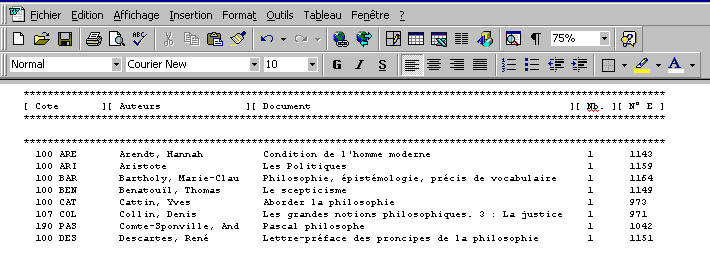 Fichier Edition Affichage Insertion Format Outils Tableau Fenêtre ?
ABC 75%
Normal Courier New 10 G I S A
********************************************************************************
[ Cote ][ Auteurs ][ Document ][ Nb. ][ N° E ]
********************************************************************************
********************************************************************************
100 ARE Arendt, Hannah Condition de l'homme moderne 1 1143
100 ARI Aristote Les Politiques 1 1159
100 BAR Bartholy, Marie-Clau Philosophie, épistémologie, précis de vocabulaire 1 1164
100 BEN Benatouïl, Thomas Le scepticisme 1 1149
100 CAT Cattin, Yves Aborder la philosophie 1 973
107 COL Collin, Denis Les grandes notions philosophiques. 3 : La justice 1 971
190 PAS Comte-Sponville, And Pascal philosophe 1 1042
100 DES Descartes, René Lettre-préface des proncipes de la philosophie 1 1151